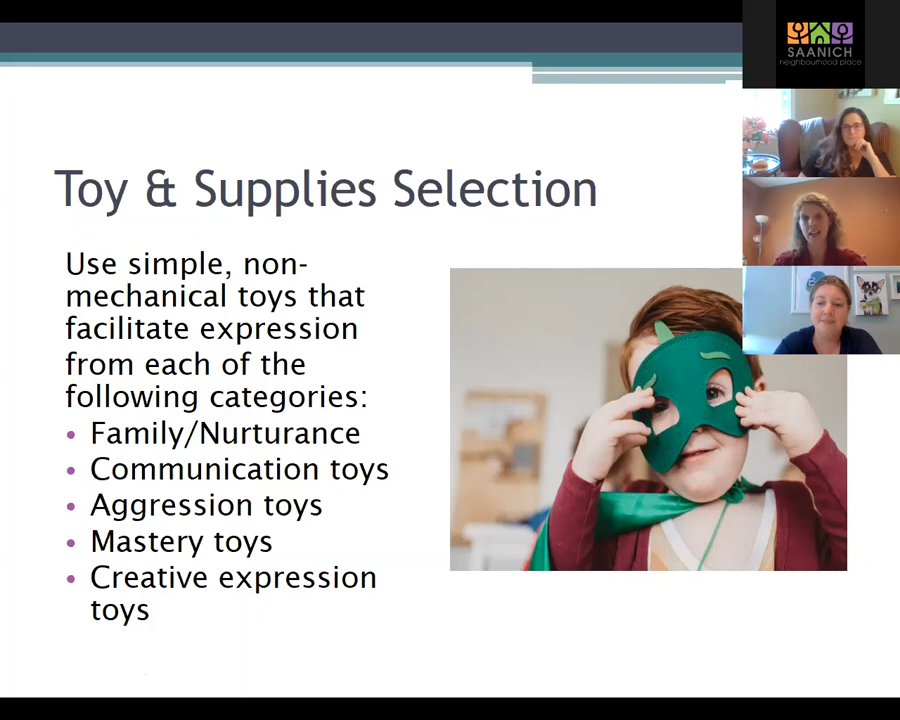 SAANICH
neighbourhood place
Toy & Supplies Selection
Use simple, non-
mechanical toys that
facilitate expression
from each of the
following categories:
• Family/Nurturance
• Communication toys
• Aggression toys
• Mastery toys
• Creative expression
toys